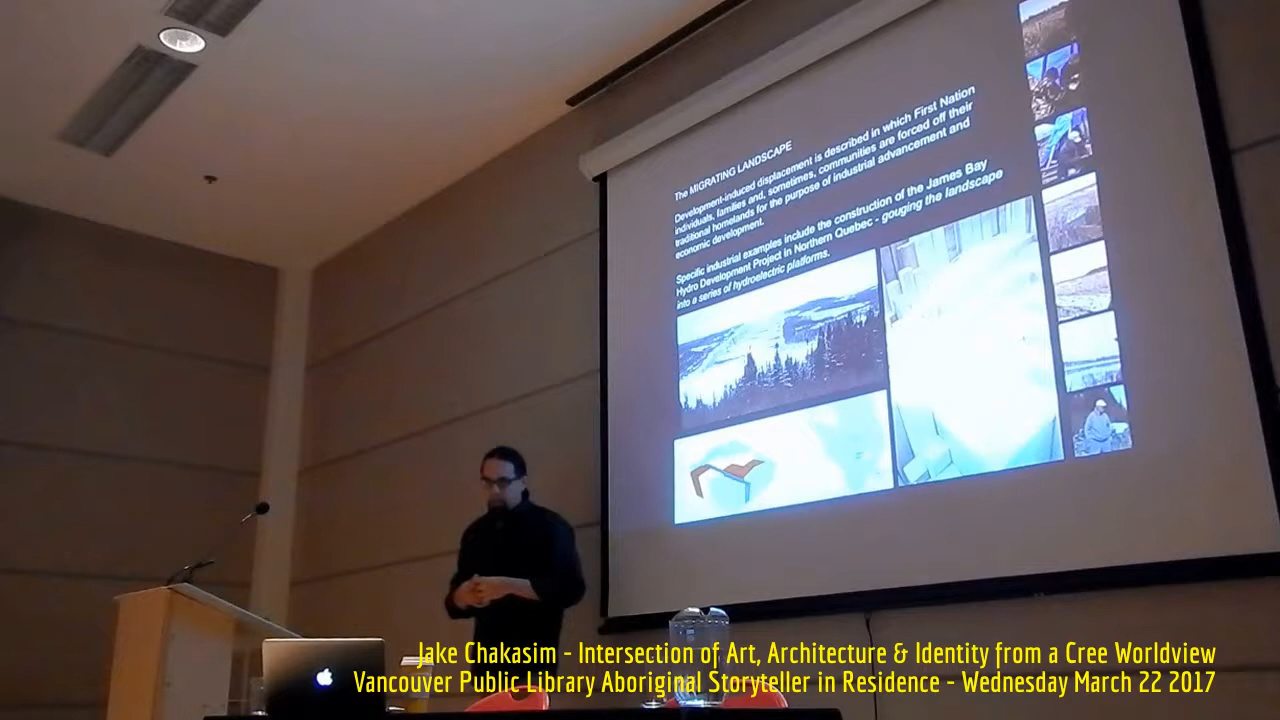 The MIGRATING LANDSCAPE
Development-induced displacement is described in which First Nation
individuals, families and, sometimes, communities are forced off their
traditional homelands for the purpose of industrial advancement and
economic development.
Specific industrial examples include the construction of the James Bay
Hydro Development Project in Northern Quebec - gouging the landscape
into a series of hydroelectric platforms.
Jake Chakasim - Intersection of Art, Architecture & Identity from a Cree Worldview
Vancouver Public Library Aboriginal Storyteller in Residence - Wednesday March 22 2017